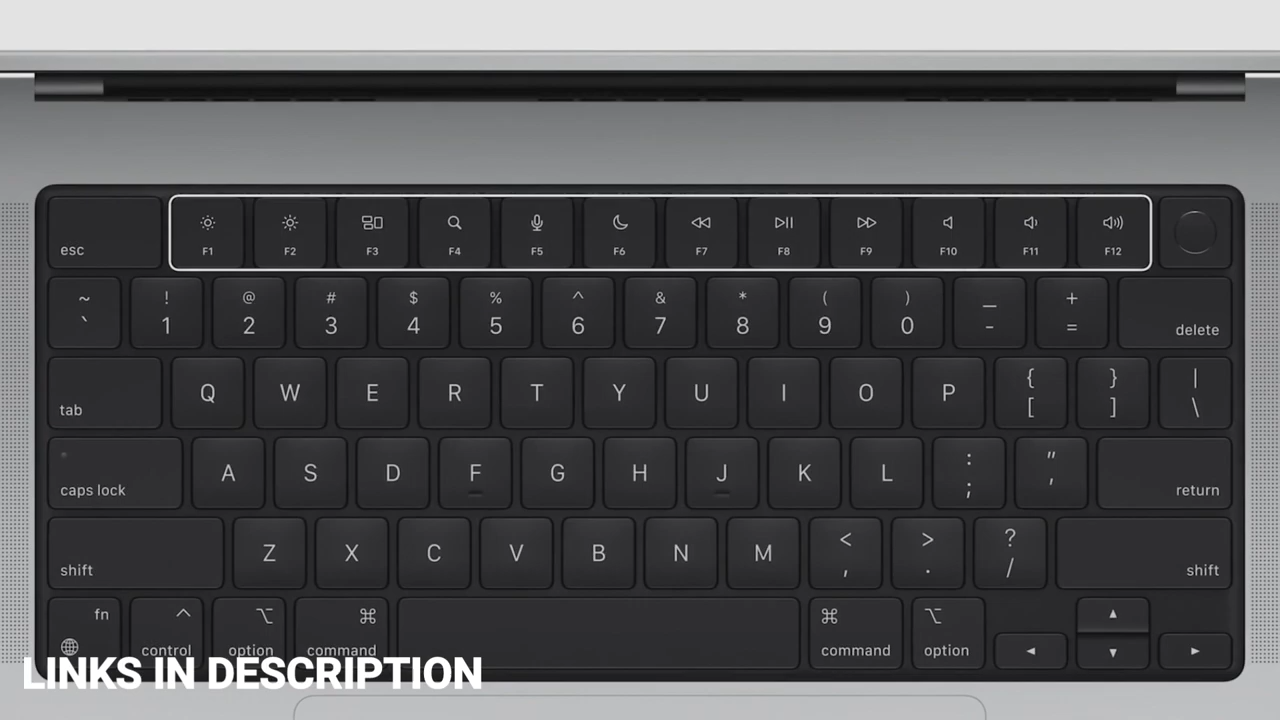 esc F1 F2 F3 F4 F5 F6 F7 F8 F9 F10 F11 F12
~ ! @ # $ % ^ & * ( ) _ +
` 1 2 3 4 5 6 7 8 9 0 - = delete
tab Q W E R T Y U I O P { [ } ] | \
caps lock A S D F G H J K L : ; " ' return
shift Z X C V B N M < , > . ? / shift
fn ^ ⌥ ⌘ ⌘ ⌥ ▲
control option command command option ◄ ▼ ►
LINKS IN DESCRIPTION